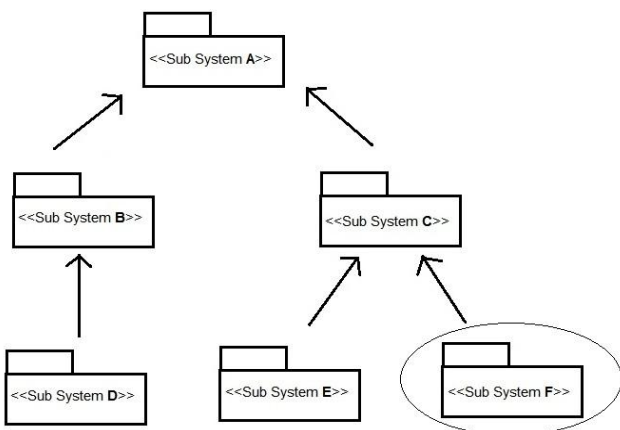 <<Sub System A>>
<<Sub System B>>
<<Sub System C>>
<<Sub System D>>
<<Sub System E>>
<<Sub System F>>